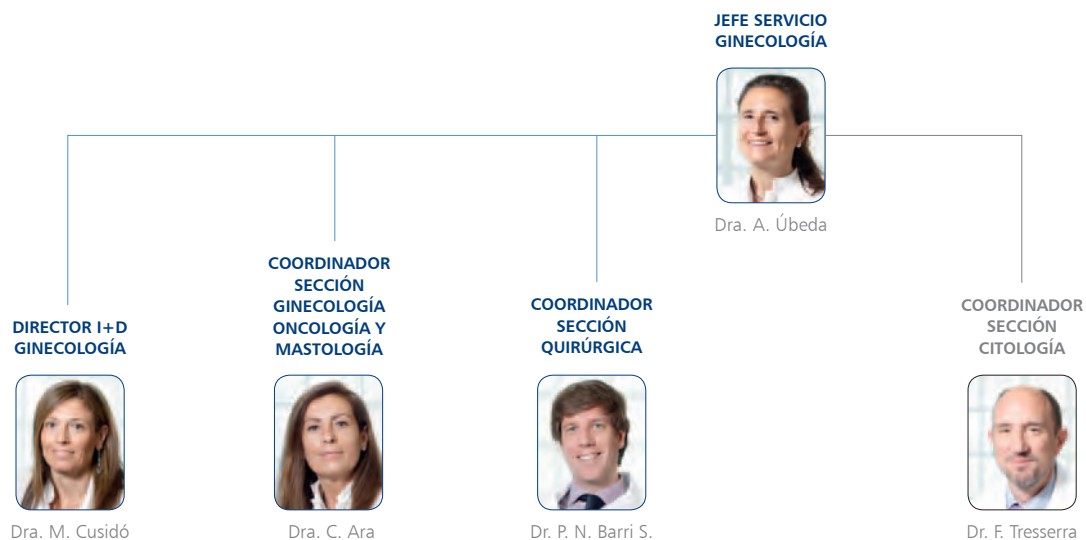 JEFE SERVICIO
GINECOLOGÍA
Dra. A. Úbeda
DIRECTOR I+D
GINECOLOGÍA
Dra. M. Cusidó
COORDINADOR
SECCIÓN
GINECOLOGÍA
ONCOLOGÍA Y
MASTOLOGÍA
Dra. C. Ara
COORDINADOR
SECCIÓN
QUIRÚRGICA
Dr. P. N. Barri S.
COORDINADOR
SECCIÓN
CITOLOGÍA
Dr. F. Tresserra